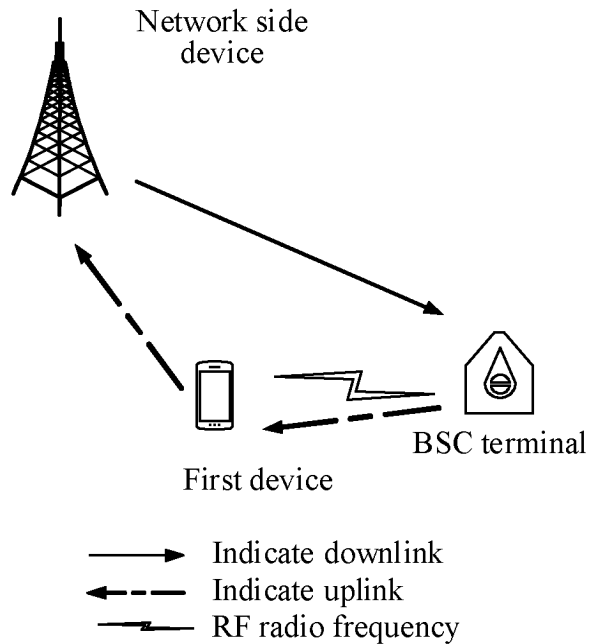 Network side
device
BSC terminal
First device
Indicate downlink
Indicate uplink
RF radio frequency